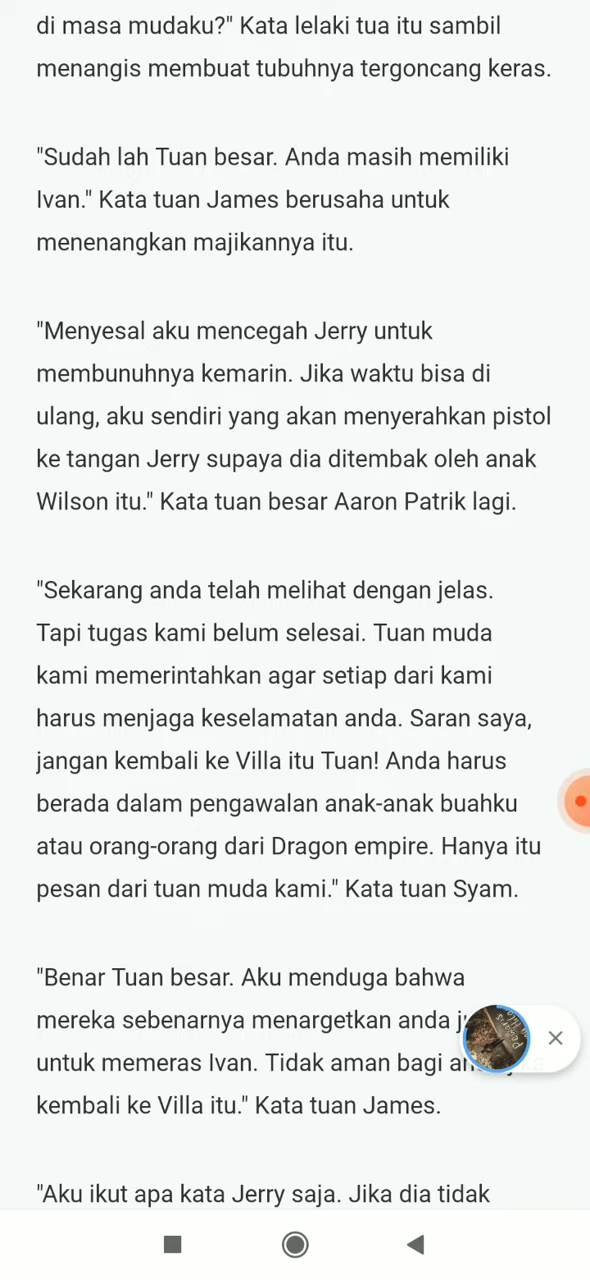 di masa mudaku?" Kata lelaki tua itu sambil
menangis membuat tubuhnya tergoncang keras.
"Sudah lah Tuan besar. Anda masih memiliki
Ivan." Kata tuan James berusaha untuk
menenangkan majikannya itu.
"Menyesal aku mencegah Jerry untuk
membunuhnya kemarin. Jika waktu bisa di
ulang, aku sendiri yang akan menyerahkan pistol
ke tangan Jerry supaya dia ditembak oleh anak
Wilson itu." Kata tuan besar Aaron Patrik lagi.
"Sekarang anda telah melihat dengan jelas.
Tapi tugas kami belum selesai. Tuan muda
kami memerintahkan agar setiap dari kami
harus menjaga keselamatan anda. Saran saya,
jangan kembali ke Villa itu Tuan! Anda harus
berada dalam pengawalan anak-anak buahku
atau orang-orang dari Dragon empire. Hanya itu
pesan dari tuan muda kami." Kata tuan Syam.
"Benar Tuan besar. Aku menduga bahwa
mereka sebenarnya menargetkan anda
untuk memeras Ivan. Tidak aman bagi
kembali ke Villa itu." Kata tuan James.
"Aku ikut apa kata Jerry saja. Jika dia tidak